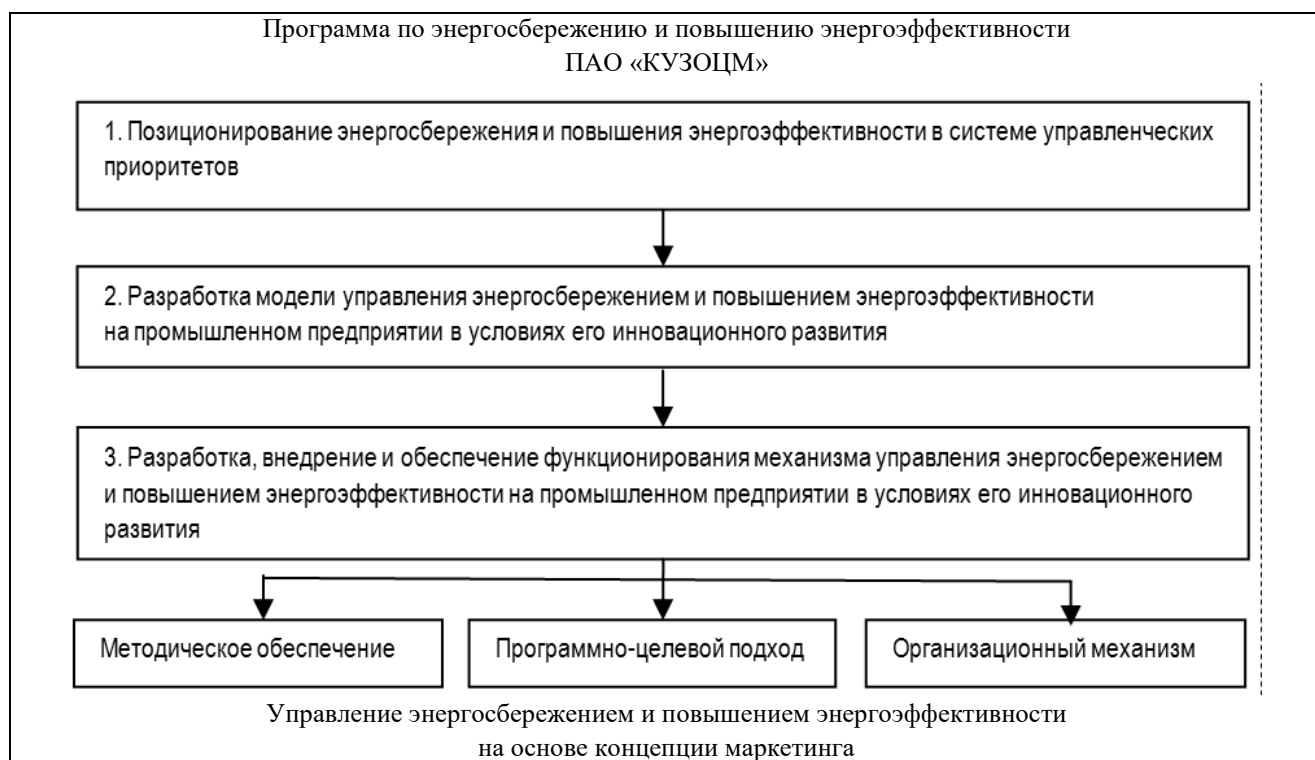 Программа по энергосбережению и повышению энергоэффективности
ПАО «КУЗОЦМ»
1. Позиционирование энергосбережения и повышения энергоэффективности в системе управленческих
приоритетов
2. Разработка модели управления энергосбережением и повышением энергоэффективности
на промышленном предприятии в условиях его инновационного развития
3. Разработка, внедрение и обеспечение функционирования механизма управления энергосбережением
и повышением энергоэффективности на промышленном предприятии в условиях его инновационного
развития
Методическое обеспечение
Программно-целевой подход
Организационный механизм
Управление энергосбережением и повышением энергоэффективности
на основе концепции маркетинга